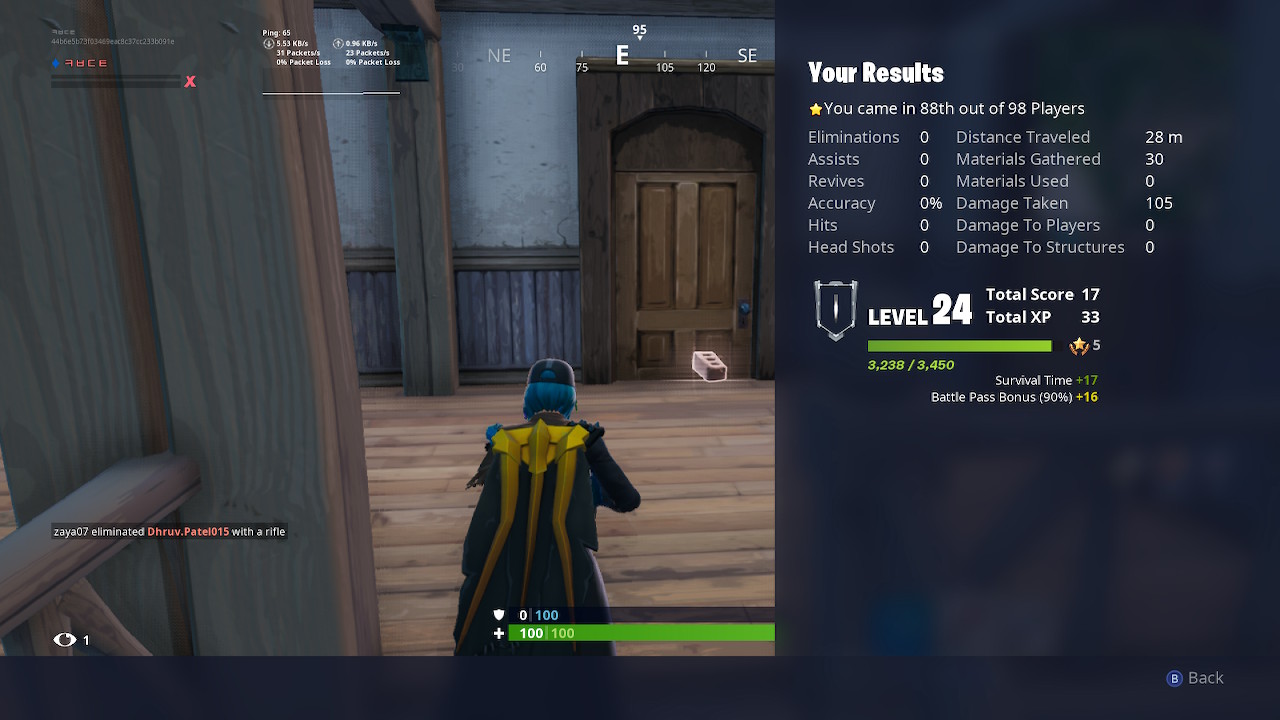 44b6e5b73f03469eac8c37cc233b091e
X
Ping: 65
5.53 KB/s 0.96 KB/s
31 Packets/s 23 Packets/s
0% Packet Loss 0% Packet Loss
95
NE E SE
30 60 75 105 120
zaya07 eliminated Dhruv.Patel015 with a rifle
1
0 | 100
100 | 100
Your Results
You came in 88th out of 98 Players
Eliminations 0 Distance Traveled 28 m
Assists 0 Materials Gathered 30
Revives 0 Materials Used 0
Accuracy 0% Damage Taken 105
Hits 0 Damage To Players 0
Head Shots 0 Damage To Structures 0
LEVEL 24
Total Score 17
Total XP 33
5
3,238 / 3,450
Survival Time +17
Battle Pass Bonus (90%) +16
B Back